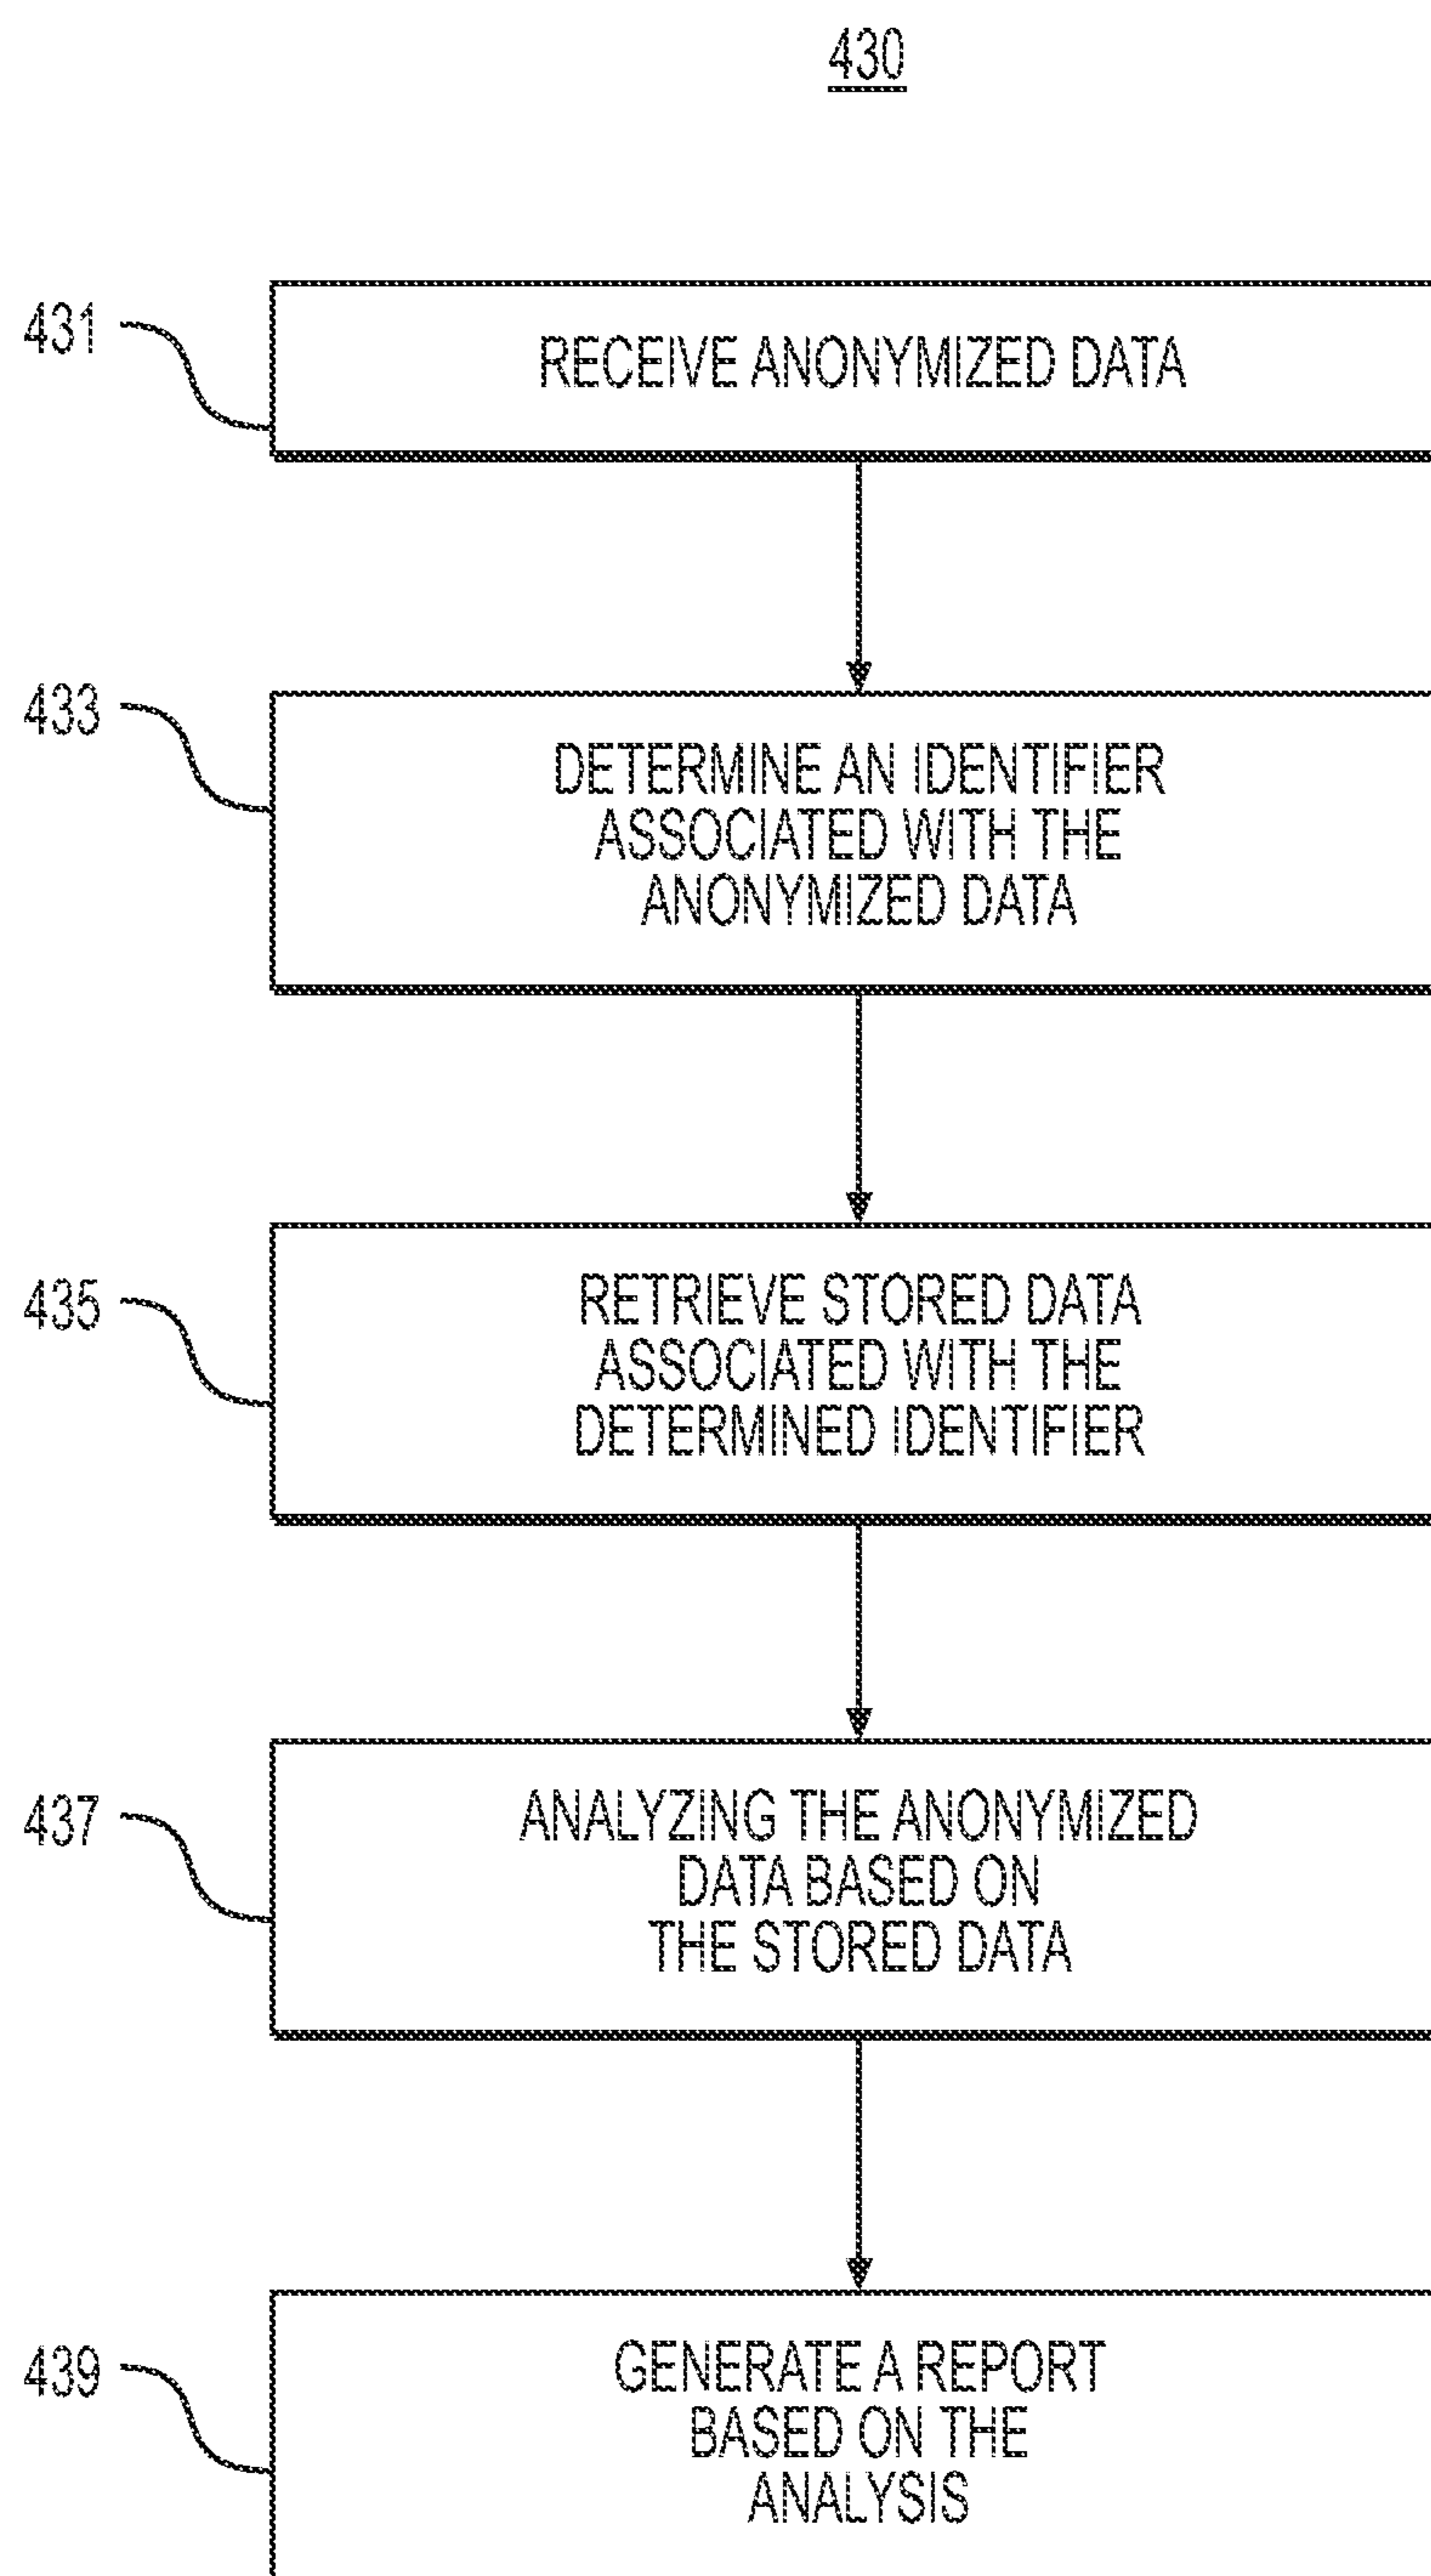 430
431
RECEIVE ANONYMIZED DATA
433
DETERMINE AN IDENTIFIER
ASSOCIATED WITH THE
ANONYMIZED DATA
435
RETRIEVE STORED DATA
ASSOCIATED WITH THE
DETERMINED IDENTIFIER
437
ANALYZING THE ANONYMIZED
DATA BASED ON
THE STORED DATA
439
GENERATE A REPORT
BASED ON THE
ANALYSIS